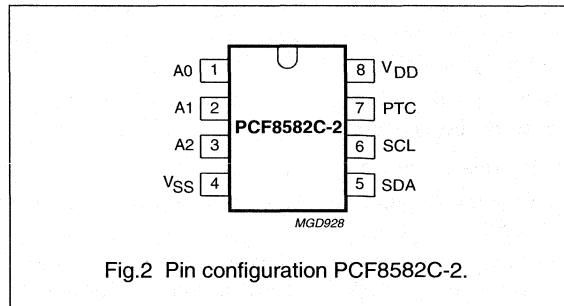 A0 1
8 VDD
A1 2
7 PTC
PCF8582C-2
A2 3
6 SCL
VSS 4
5 SDA
MGD928
Fig.2 Pin configuration PCF8582C-2.